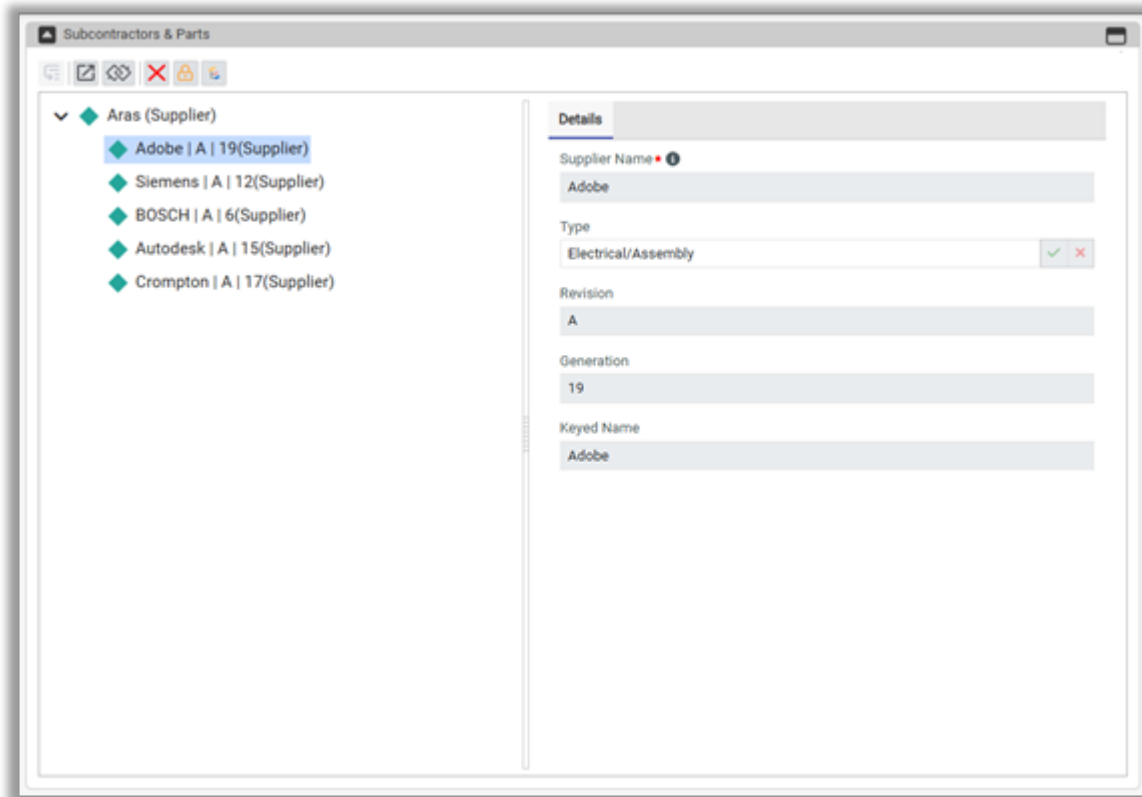 Subcontractors & Parts
Aras (Supplier)
Adobe | A | 19(Supplier)
Siemens | A | 12(Supplier)
BOSCH | A | 6(Supplier)
Autodesk | A | 15(Supplier)
Crompton | A | 17(Supplier)
Details
Supplier Name
Adobe
Type
Electrical/Assembly
Revision
A
Generation
19
Keyed Name
Adobe